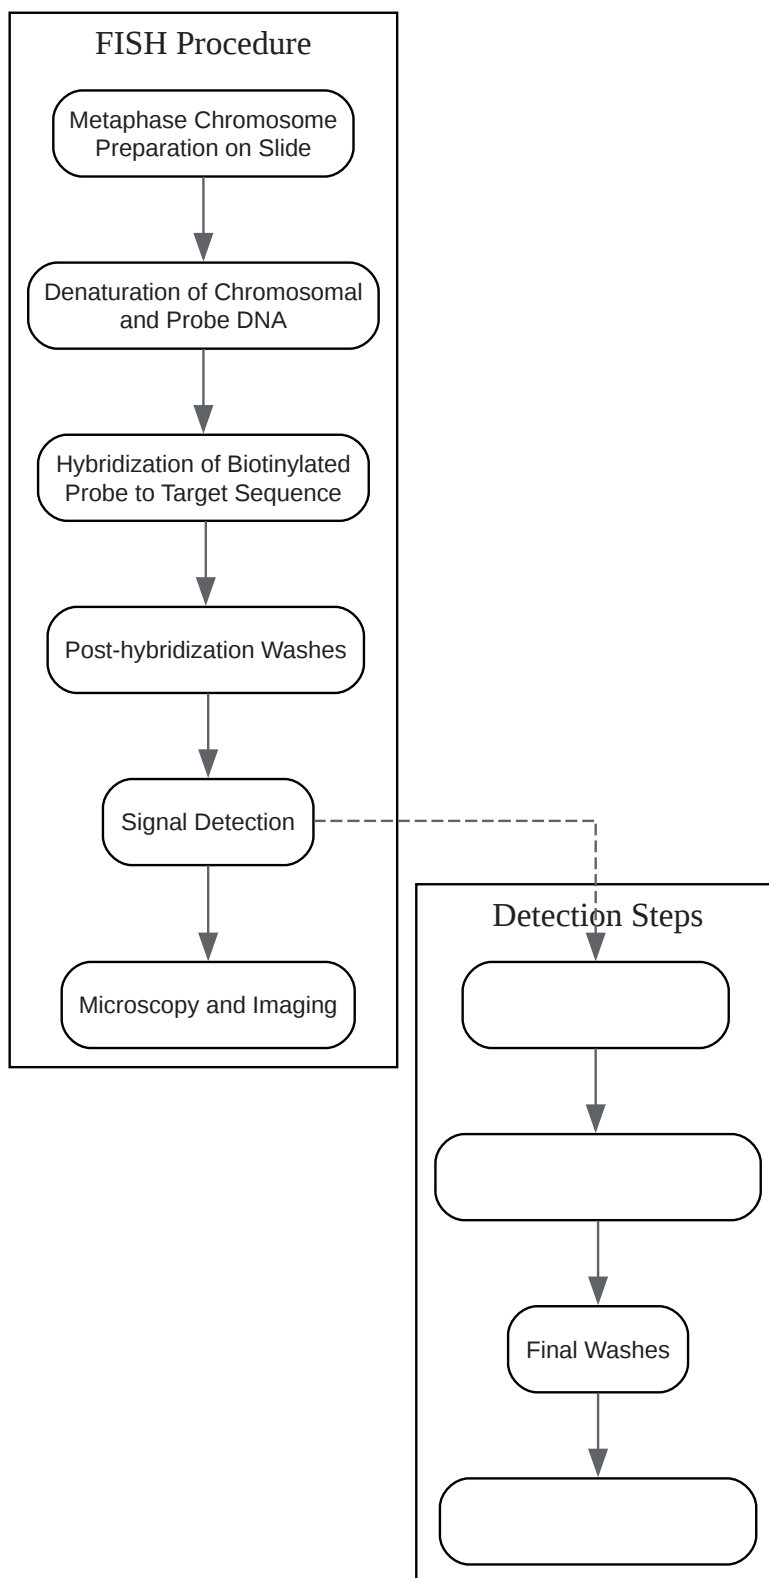 FISH Procedure
Metaphase Chromosome
Preparation on Slide
Denaturation of Chromosomal
and Probe DNA
Hybridization of Biotinylated
Probe to Target Sequence
Post-hybridization Washes
Signal Detection
Microscopy and Imaging
Detection Steps
Final Washes